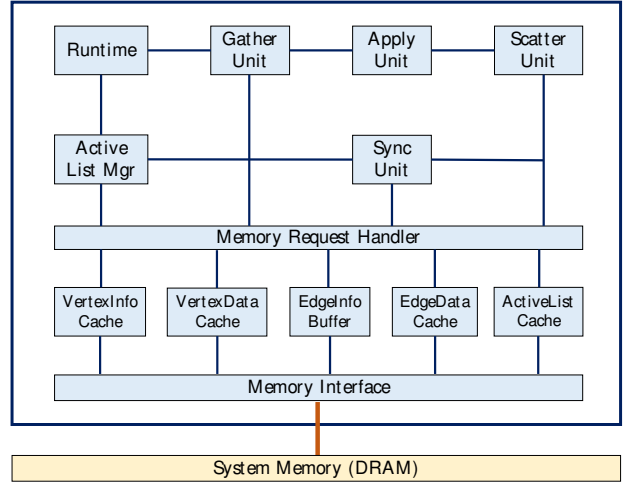 Runtime
Gather
Unit
Apply
Unit
Scatter
Unit
Active
List Mgr
Sync
Unit
Memory Request Handler
VertexInfo
Cache
VertexData
Cache
EdgeInfo
Buffer
EdgeData
Cache
ActiveList
Cache
Memory Interface
System Memory (DRAM)